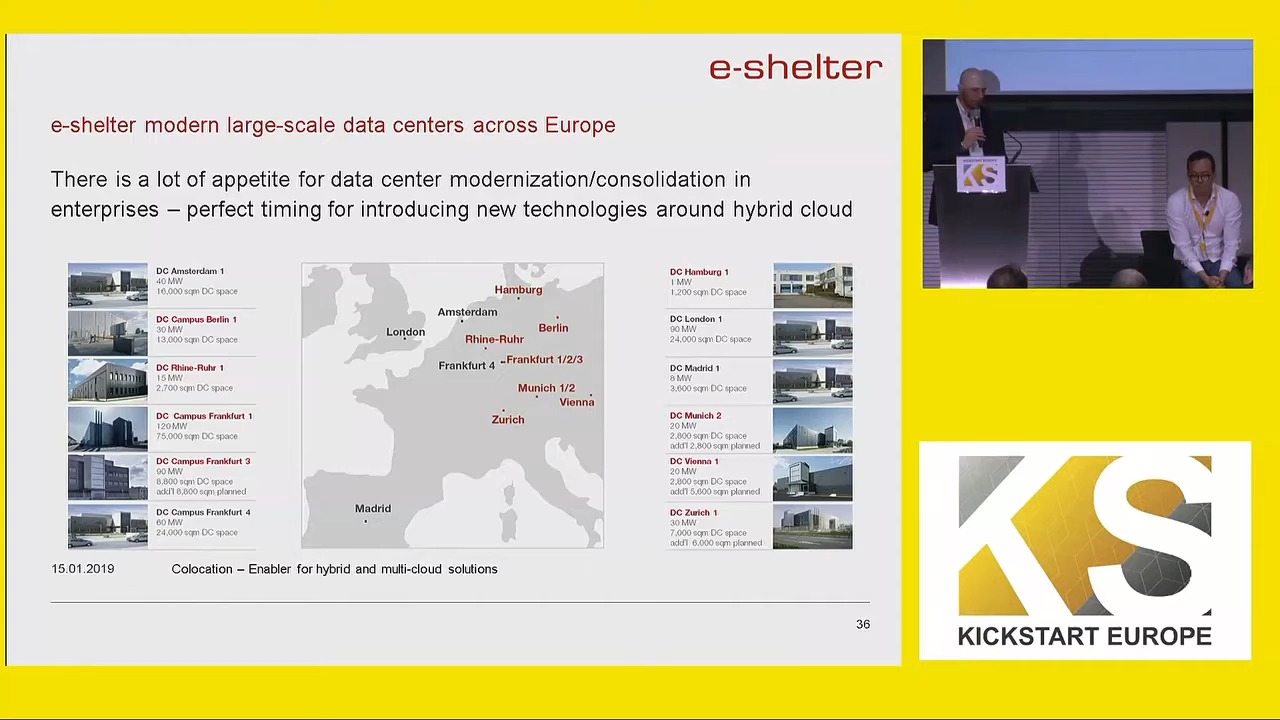 e-shelter
e-shelter modern large-scale data centers across Europe
There is a lot of appetite for data center modernization/consolidation in
enterprises – perfect timing for introducing new technologies around hybrid cloud
DC Amsterdam 1
40 MW
16,000 sqm DC space
DC Campus Berlin 1
30 MW
13,000 sqm DC space
DC Rhine-Ruhr 1
15 MW
2,700 sqm DC space
DC Campus Frankfurt 1
120 MW
75,000 sqm DC space
DC Campus Frankfurt 3
90 MW
8,800 sqm DC space
add'l 8,800 sqm planned
DC Campus Frankfurt 4
60 MW
24,000 sqm DC space
Hamburg
Amsterdam
Berlin
London
Rhine-Ruhr
Frankfurt 1/2/3
Frankfurt 4
Munich 1/2
Vienna
Zurich
Madrid
DC Hamburg 1
1 MW
1,200 sqm DC space
DC London 1
90 MW
24,000 sqm DC space
DC Madrid 1
8 MW
3,600 sqm DC space
DC Munich 2
20 MW
2,800 sqm DC space
add'l 2,800 sqm planned
DC Vienna 1
20 MW
2,800 sqm DC space
add'l 5,600 sqm planned
DC Zurich 1
30 MW
7,000 sqm DC space
add'l 6,000 sqm planned
15.01.2019 Colocation – Enabler for hybrid and multi-cloud solutions
36
KICKSTART EUROPE
KS
KS
KICKSTART EUROPE